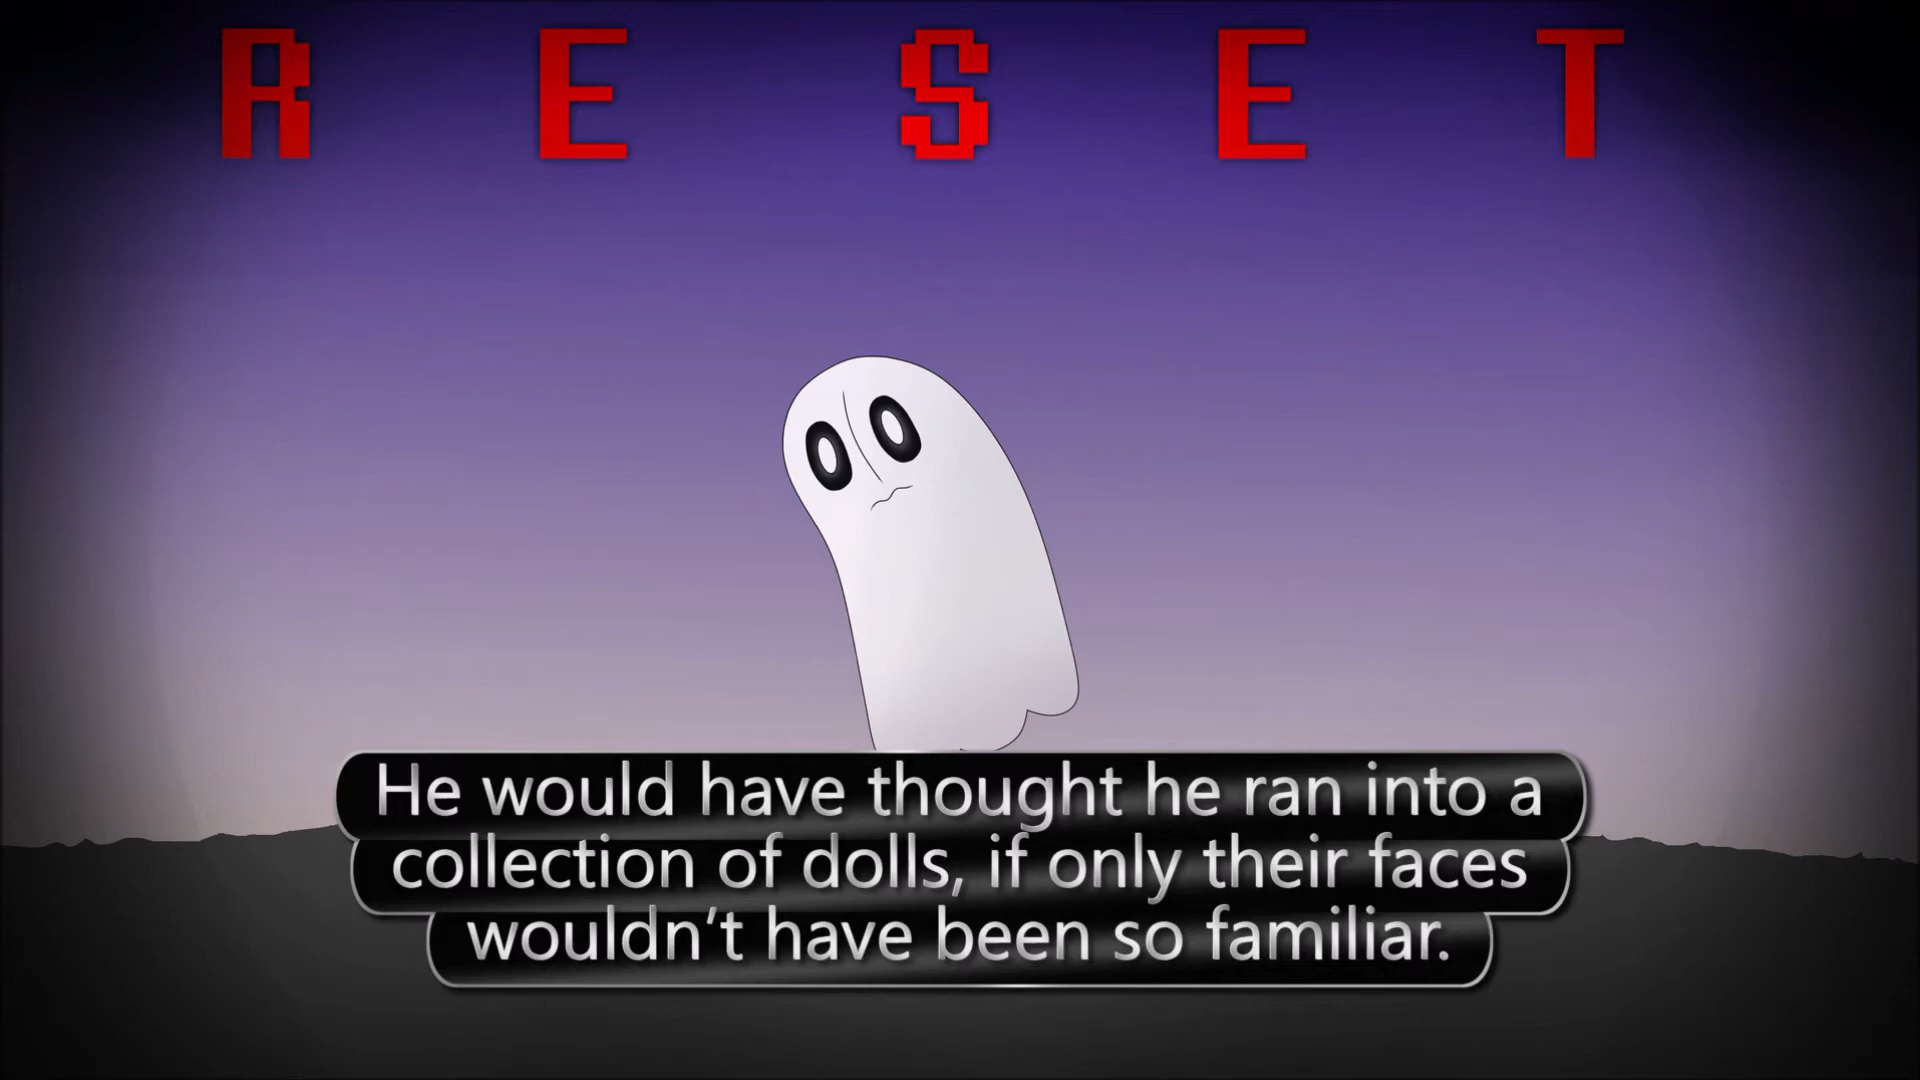 R E S E T
He would have thought he ran into a
collection of dolls, if only their faces
wouldn't have been so familiar.